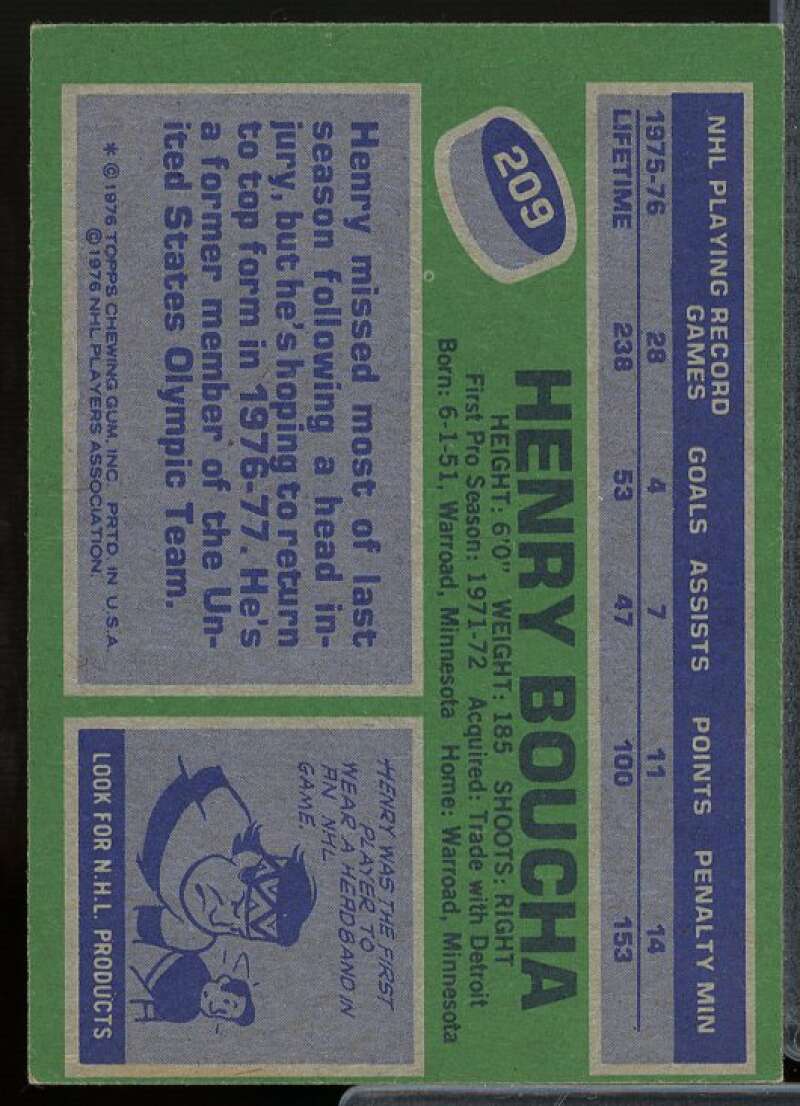 NHL PLAYING RECORD
GAMES GOALS ASSISTS POINTS PENALTY MIN
1975-76 28 4 7 11 14
LIFETIME 238 53 47 100 153
209
HENRY BOUCHA
HEIGHT: 6'0" WEIGHT: 185 SHOOTS: RIGHT
First Pro Season: 1971-72 Acquired: Trade with Detroit
Born: 6-1-51, Warroad, Minnesota Home: Warroad, Minnesota
Henry missed most of last
season following a head in-
jury, but he's hoping to return
to top form in 1976-77. He's
a former member of the Un-
ited States Olympic Team.
* © 1976 TOPPS CHEWING GUM, INC. PRTD. IN U.S.A.
© 1976 NHL PLAYERS ASSOCIATION.
HENRY WAS THE FIRST
PLAYER TO
WEAR A HEADBAND IN
AN NHL
GAME.
LOOK FOR N.H.L. PRODUCTS